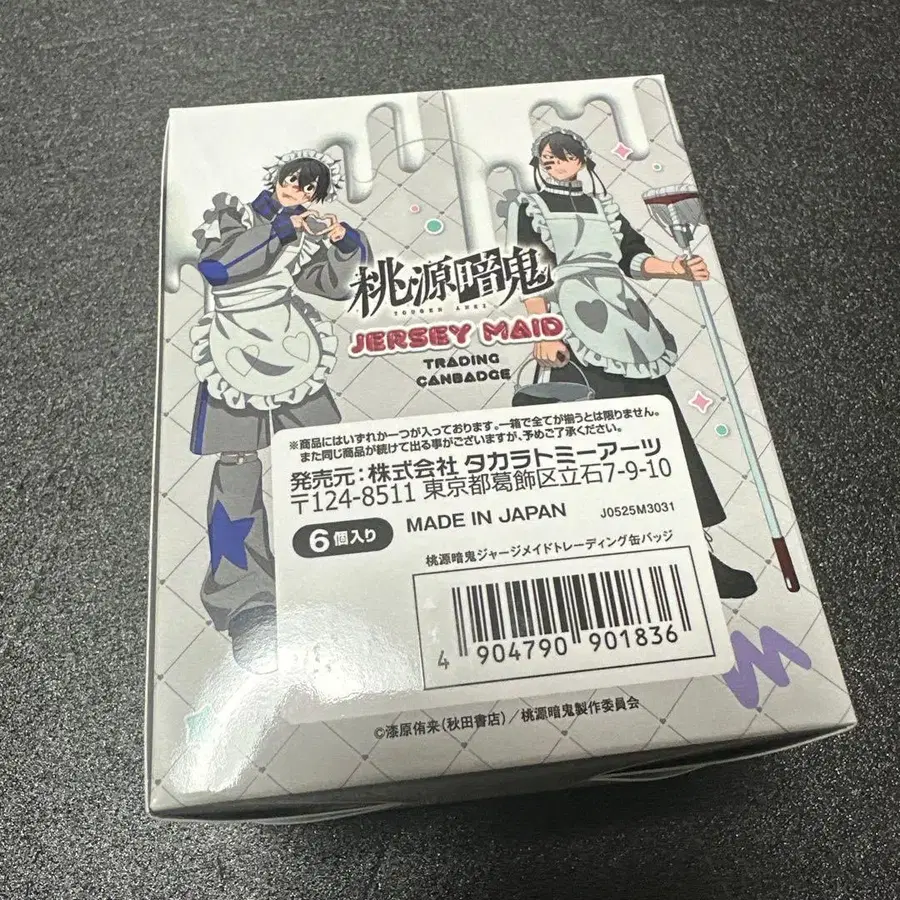 桃源暗鬼
TOUGEN ANKI
JERSEY MAID
TRADING
CANBADGE
※商品にはいずれか一つが入っております。一箱で全てが揃うとは限りません。
また同じ商品が続けて出る事がございますが、予めご了承ください。
発売元:株式会社 タカラトミーアーツ
〒124-8511 東京都葛飾区立石7-9-10
6個入り
MADE IN JAPAN
J0525M3031
桃源暗鬼ジャージメイドトレーディング缶バッジ
4 904790 901836
©漆原侑来(秋田書店)/桃源暗鬼製作委員会